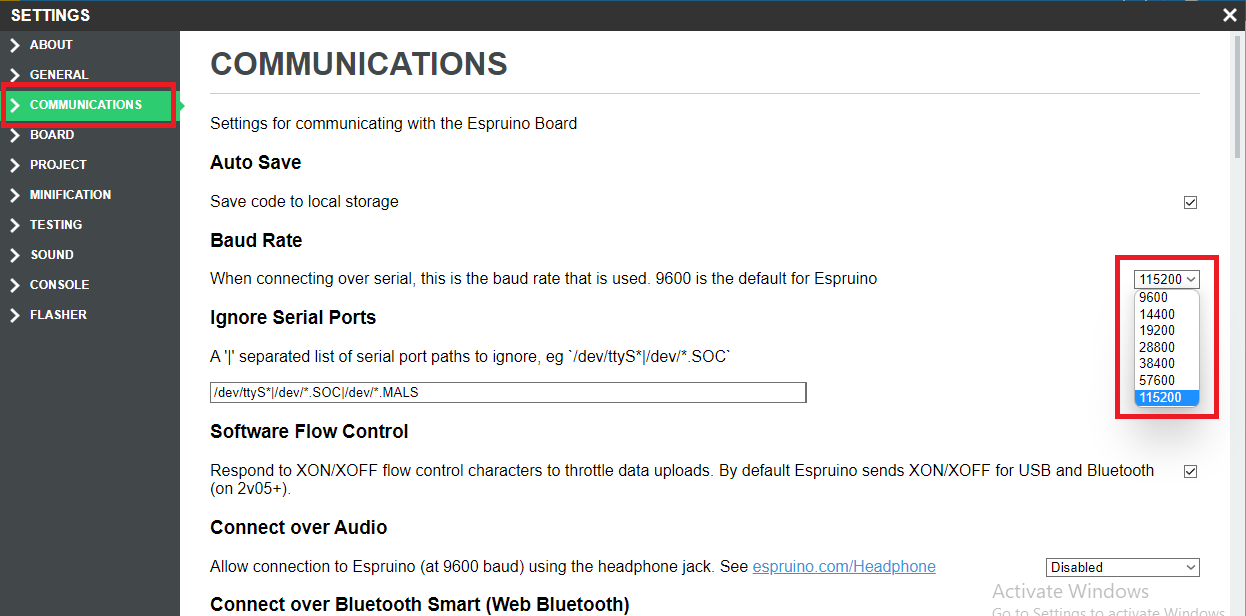 SETTINGS
ABOUT
GENERAL
COMMUNICATIONS
BOARD
PROJECT
MINIFICATION
TESTING
SOUND
CONSOLE
FLASHER
COMMUNICATIONS
Settings for communicating with the Espruino Board
Auto Save
Save code to local storage
Baud Rate
When connecting over serial, this is the baud rate that is used. 9600 is the default for Espruino
115200
9600
14400
19200
28800
38400
57600
115200
Ignore Serial Ports
A '|' separated list of serial port paths to ignore, eg `/dev/ttyS*|/dev/*.SOC`
/dev/ttyS*|/dev/*.SOC|/dev/*.MALS
Software Flow Control
Respond to XON/XOFF flow control characters to throttle data uploads. By default Espruino sends XON/XOFF for USB and Bluetooth
(on 2v05+).
Connect over Audio
Allow connection to Espruino (at 9600 baud) using the headphone jack. See espruino.com/Headphone
Disabled
Connect over Bluetooth Smart (Web Bluetooth)
Activate Windows
Go to Settings to activate Windows.